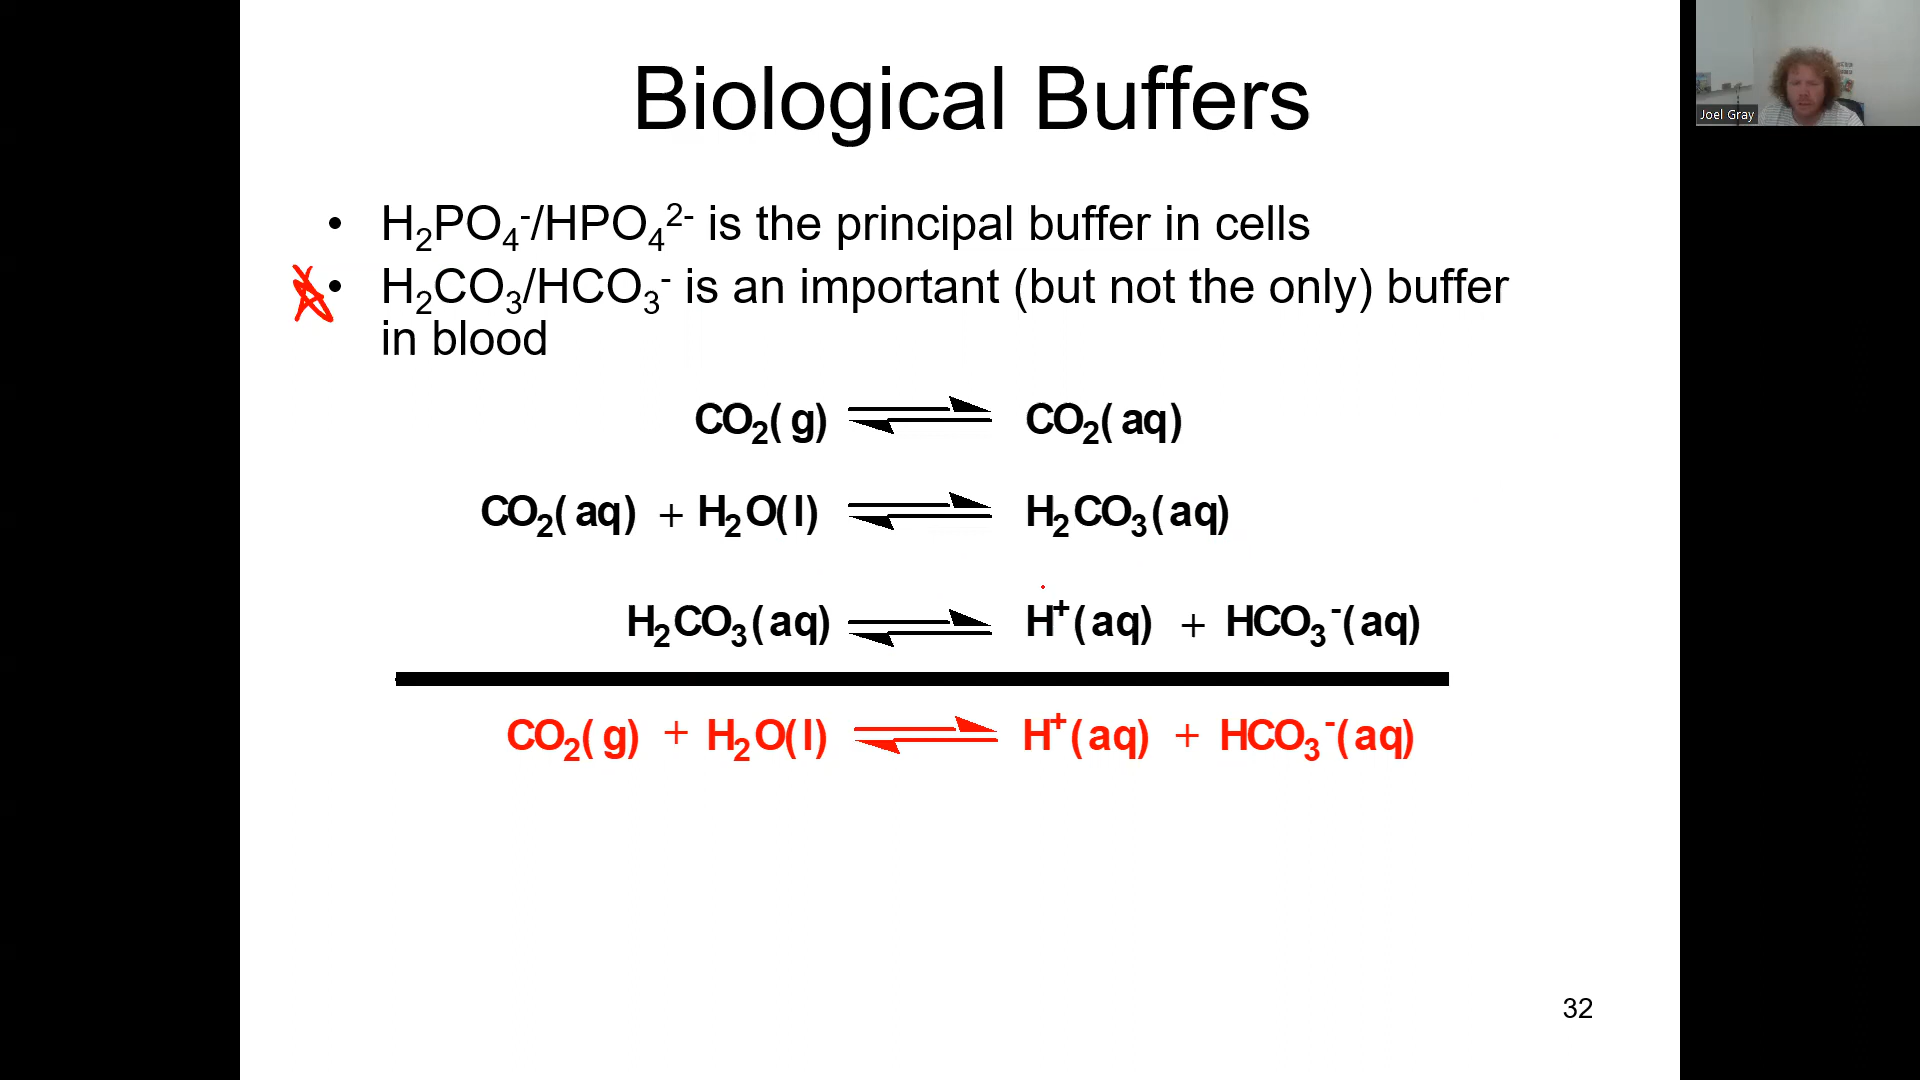 Biological Buffers
Joel Gray
• H₂PO₄⁻/HPO₄²⁻ is the principal buffer in cells
• H₂CO₃/HCO₃⁻ is an important (but not the only) buffer
in blood
CO₂(g) ⇌ CO₂(aq)
CO₂(aq) + H₂O(l) ⇌ H₂CO₃(aq)
H₂CO₃(aq) ⇌ H⁺(aq) + HCO₃⁻(aq)
CO₂(g) + H₂O(l) ⇌ H⁺(aq) + HCO₃⁻(aq)
32